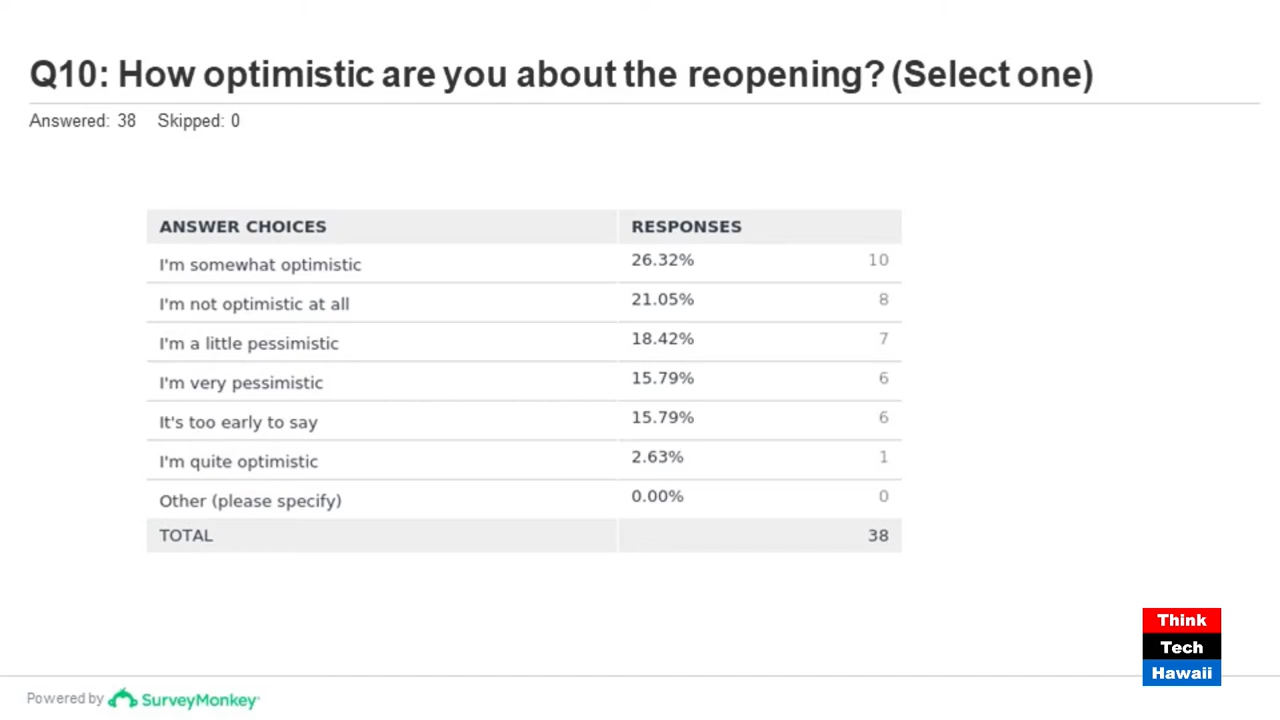 Q10: How optimistic are you about the reopening? (Select one)
Answered: 38 Skipped: 0
ANSWER CHOICES RESPONSES
I'm somewhat optimistic 26.32% 10
I'm not optimistic at all 21.05% 8
I'm a little pessimistic 18.42% 7
I'm very pessimistic 15.79% 6
It's too early to say 15.79% 6
I'm quite optimistic 2.63% 1
Other (please specify) 0.00% 0
TOTAL 38
Think
Tech
Hawaii
Powered by SurveyMonkey